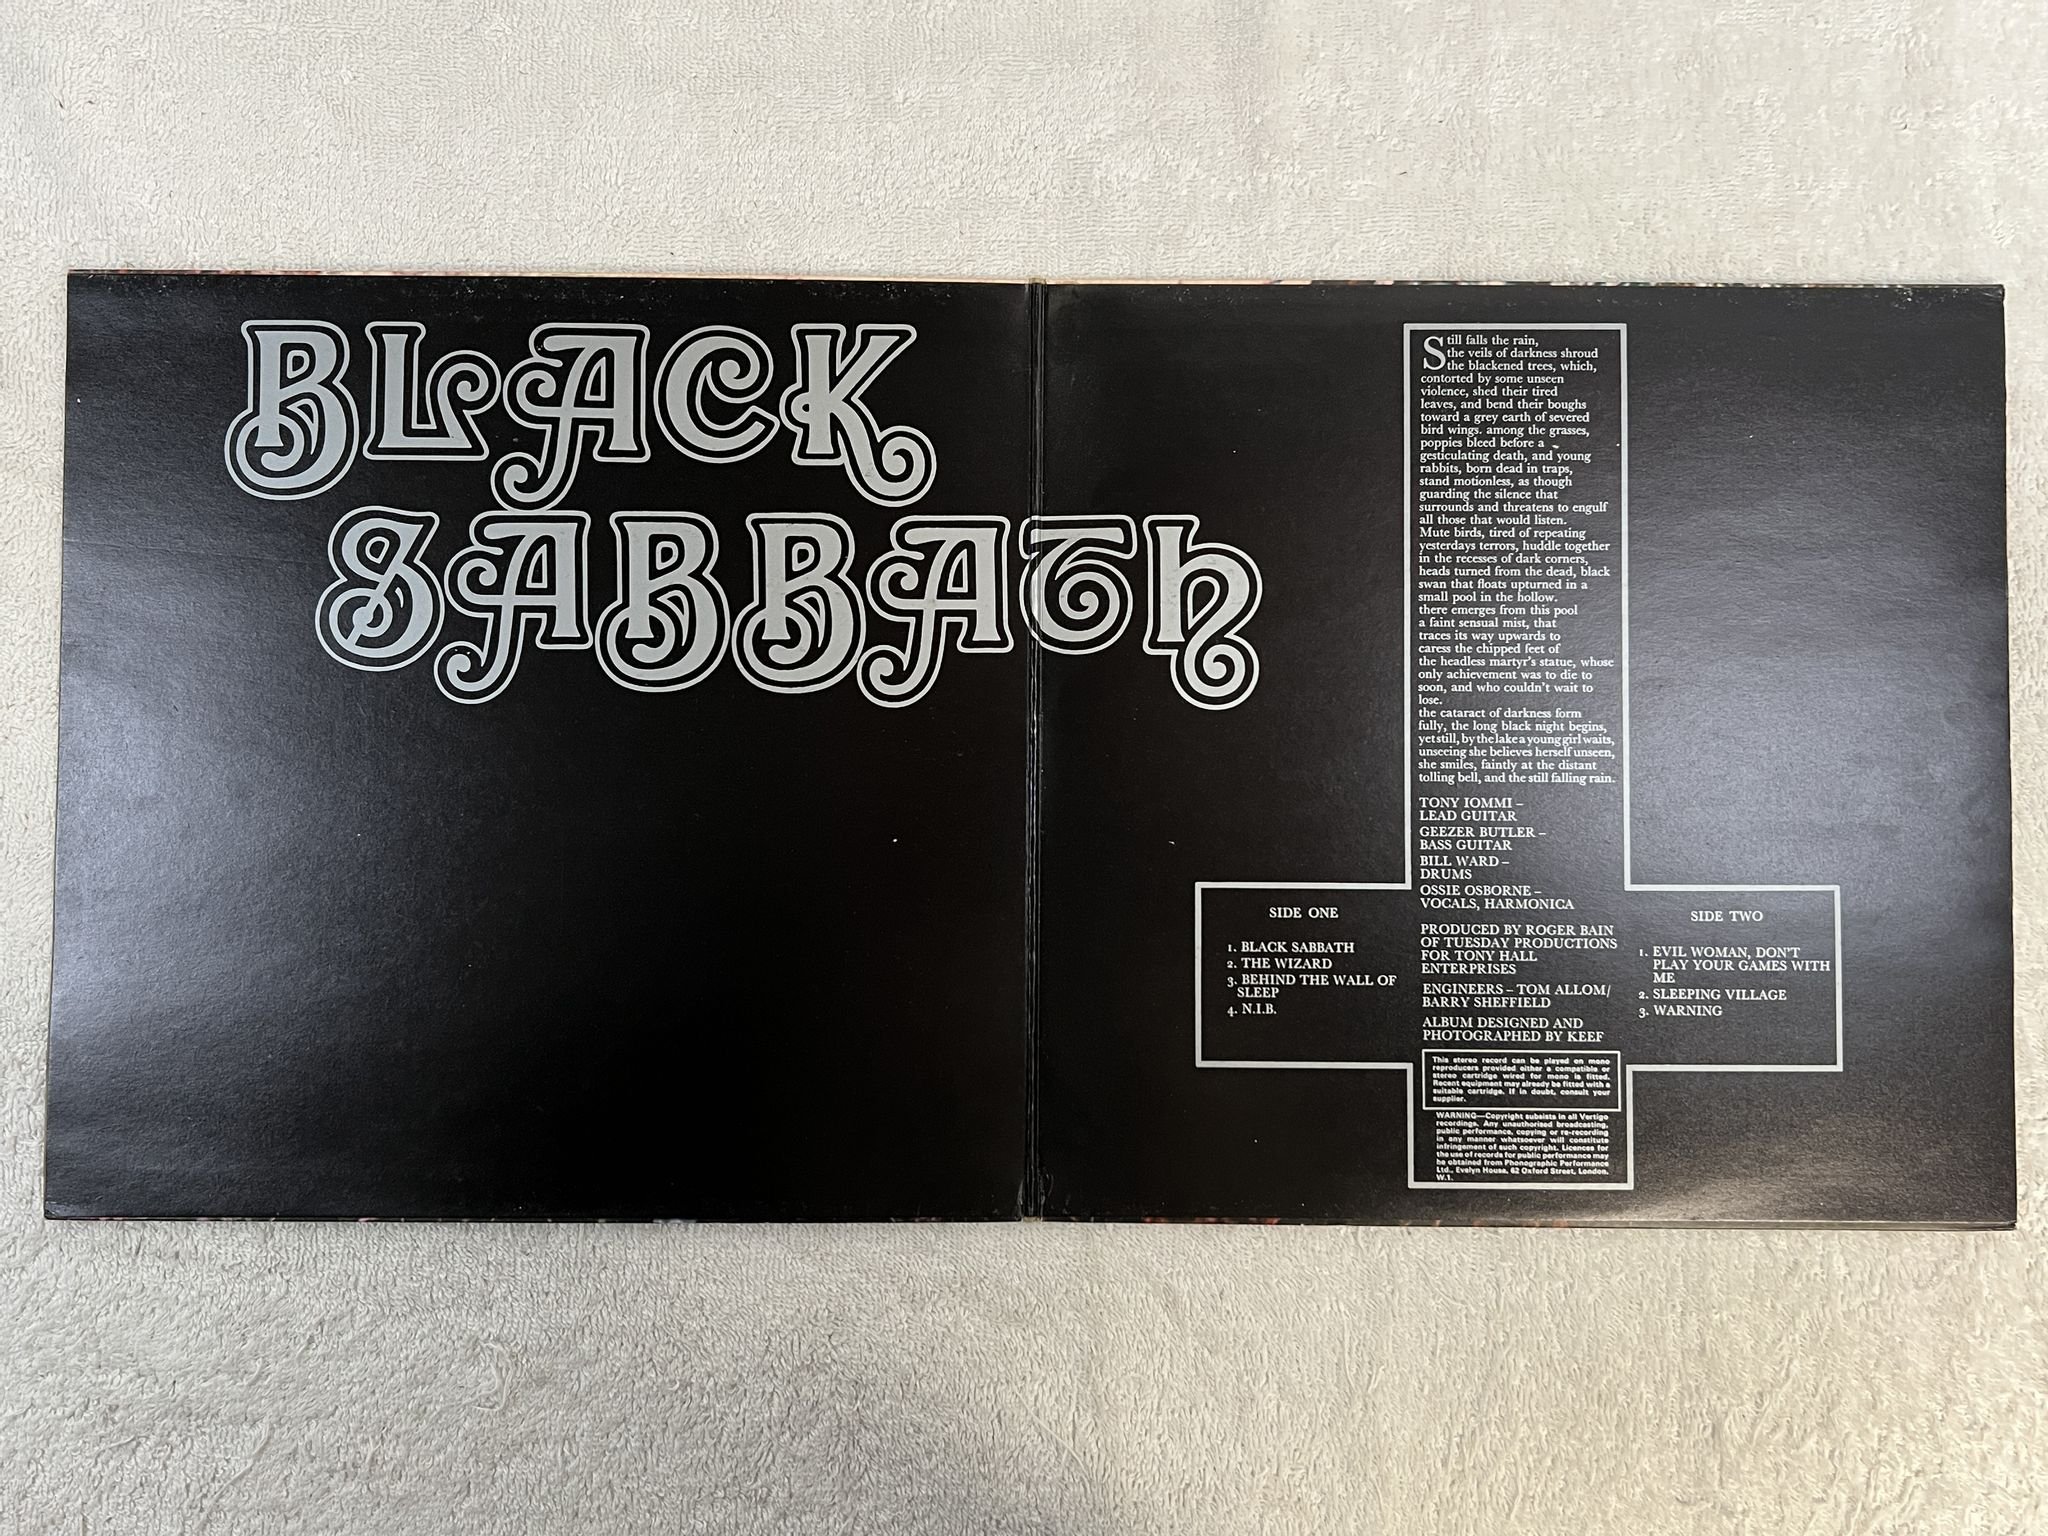 BLACK
SABBATH
Still falls the rain,
the veils of darkness shroud
the blackened trees, which,
contorted by some unseen
violence, shed their tired
leaves, and bend their boughs
toward a grey earth of severed
bird wings. among the grasses,
poppies bleed before a
gesticulating death, and young
rabbits, born dead in traps,
stand motionless, as though
guarding the silence that
surrounds and threatens to engulf
all those that would listen.
Mute birds, tired of repeating
yesterdays terrors, huddle together
in the recesses of dark corners,
heads turned from the dead, black
swan that floats upturned in a
small pool in the hollow.
there emerges from this pool
a faint sensual mist, that
traces its way upwards to
caress the chipped feet of
the headless martyr's statue, whose
only achievement was to die to
soon, and who couldn't wait to
lose.
the cataract of darkness form
fully, the long black night begins,
yet still, by the lake a young girl waits,
unseeing she believes herself unseen,
she smiles, faintly at the distant
tolling bell, and the still falling rain.
TONY IOMMI –
LEAD GUITAR
GEEZER BUTLER –
BASS GUITAR
BILL WARD –
DRUMS
OSSIE OSBORNE –
VOCALS, HARMONICA
PRODUCED BY ROGER BAIN
OF TUESDAY PRODUCTIONS
FOR TONY HALL
ENTERPRISES
ENGINEERS – TOM ALLOM/
BARRY SHEFFIELD
ALBUM DESIGNED AND
PHOTOGRAPHED BY KEEF
SIDE ONE
1. BLACK SABBATH
2. THE WIZARD
3. BEHIND THE WALL OF
SLEEP
4. N.I.B.
SIDE TWO
1. EVIL WOMAN, DON'T
PLAY YOUR GAMES WITH
ME
2. SLEEPING VILLAGE
3. WARNING
This stereo record can be played on mono
reproducers provided either a compatible or
stereo cartridge wired for mono is fitted.
Recent equipment may already be fitted with a
suitable cartridge. If in doubt, consult your
supplier.
WARNING—Copyright subsists in all Vertigo
recordings. Any unauthorised broadcasting,
public performance, copying or re-recording
in any manner whatsoever will constitute
infringement of such copyright. Licences for
the use of records for public performance may
be obtained from Phonographic Performance
Ltd., Evelyn House, 62 Oxford Street, London,
W.1.